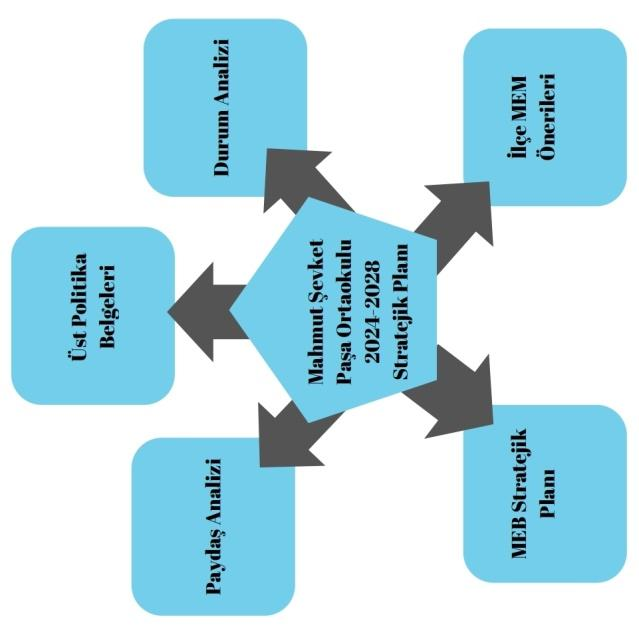 Üst Politika
Belgeleri
Durum Analizi
İlçe MEM
Önerileri
MEB Stratejik
Planı
Paydaş Analizi
Mahmut Şevket
Paşa Ortaokulu
2024-2028
Stratejik Planı